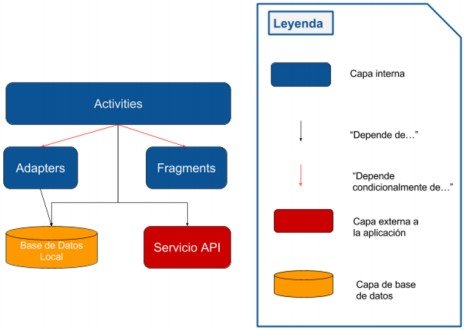 Leyenda
Capa interna
Activities
"Depende de…"
Adapters
Fragments
"Depende
condicionalmente de…"
Capa externa a
la aplicación
Base de Datos
Local
Servicio API
Capa de base
de datos